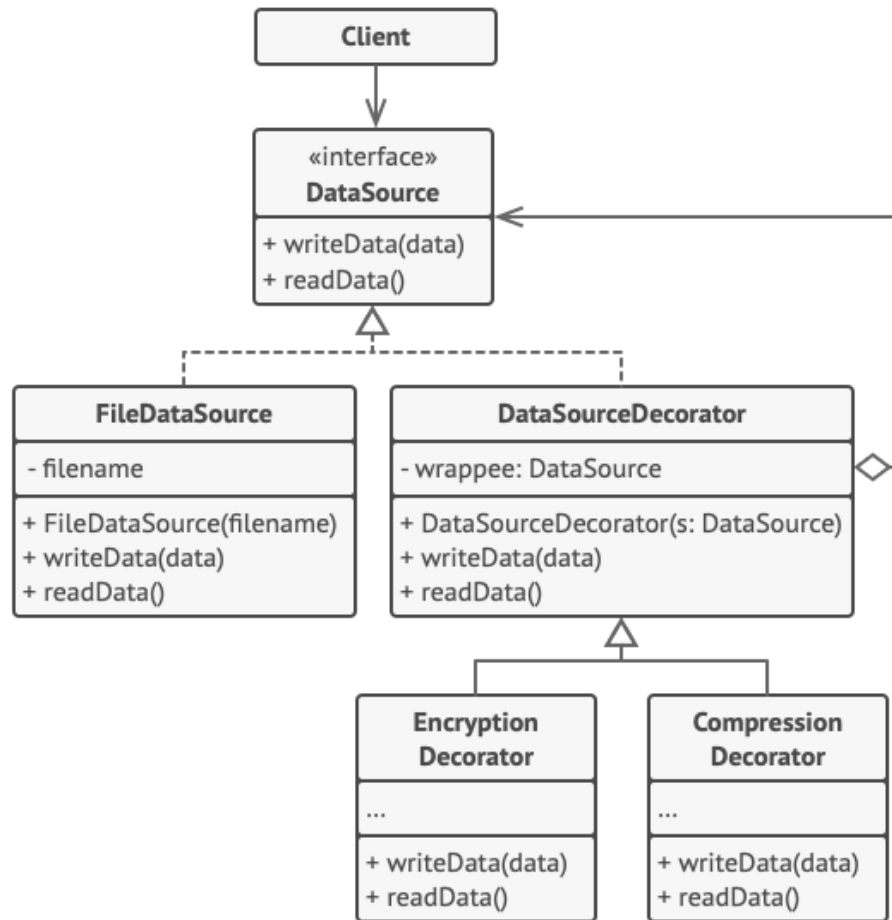 Client
«interface»
DataSource
+ writeData(data)
+ readData()
FileDataSource
- filename
+ FileDataSource(filename)
+ writeData(data)
+ readData()
DataSourceDecorator
- wrappee: DataSource
+ DataSourceDecorator(s: DataSource)
+ writeData(data)
+ readData()
Encryption
Decorator
...
+ writeData(data)
+ readData()
Compression
Decorator
...
+ writeData(data)
+ readData()